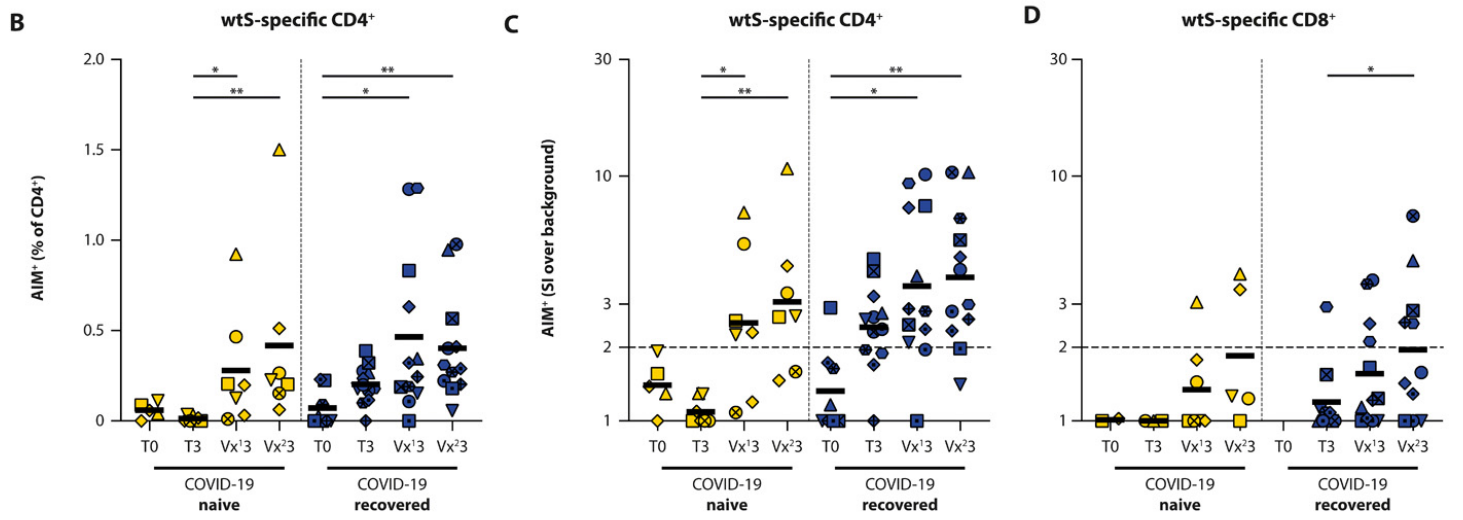 B
wtS-specific CD4⁺
AIM⁺ (% of CD4⁺)
2.0
1.5
1.0
0.5
0
*
**
**
*
T0 T3 Vx¹3 Vx²3 T0 T3 Vx¹3 Vx²3
COVID-19 naive
COVID-19 recovered
C
wtS-specific CD4⁺
AIM⁺ (SI over background)
30
10
3
2
1
*
**
**
*
T0 T3 Vx¹3 Vx²3 T0 T3 Vx¹3 Vx²3
COVID-19 naive
COVID-19 recovered
D
wtS-specific CD8⁺
30
10
3
2
1
*
T0 T3 Vx¹3 Vx²3 T0 T3 Vx¹3 Vx²3
COVID-19 naive
COVID-19 recovered